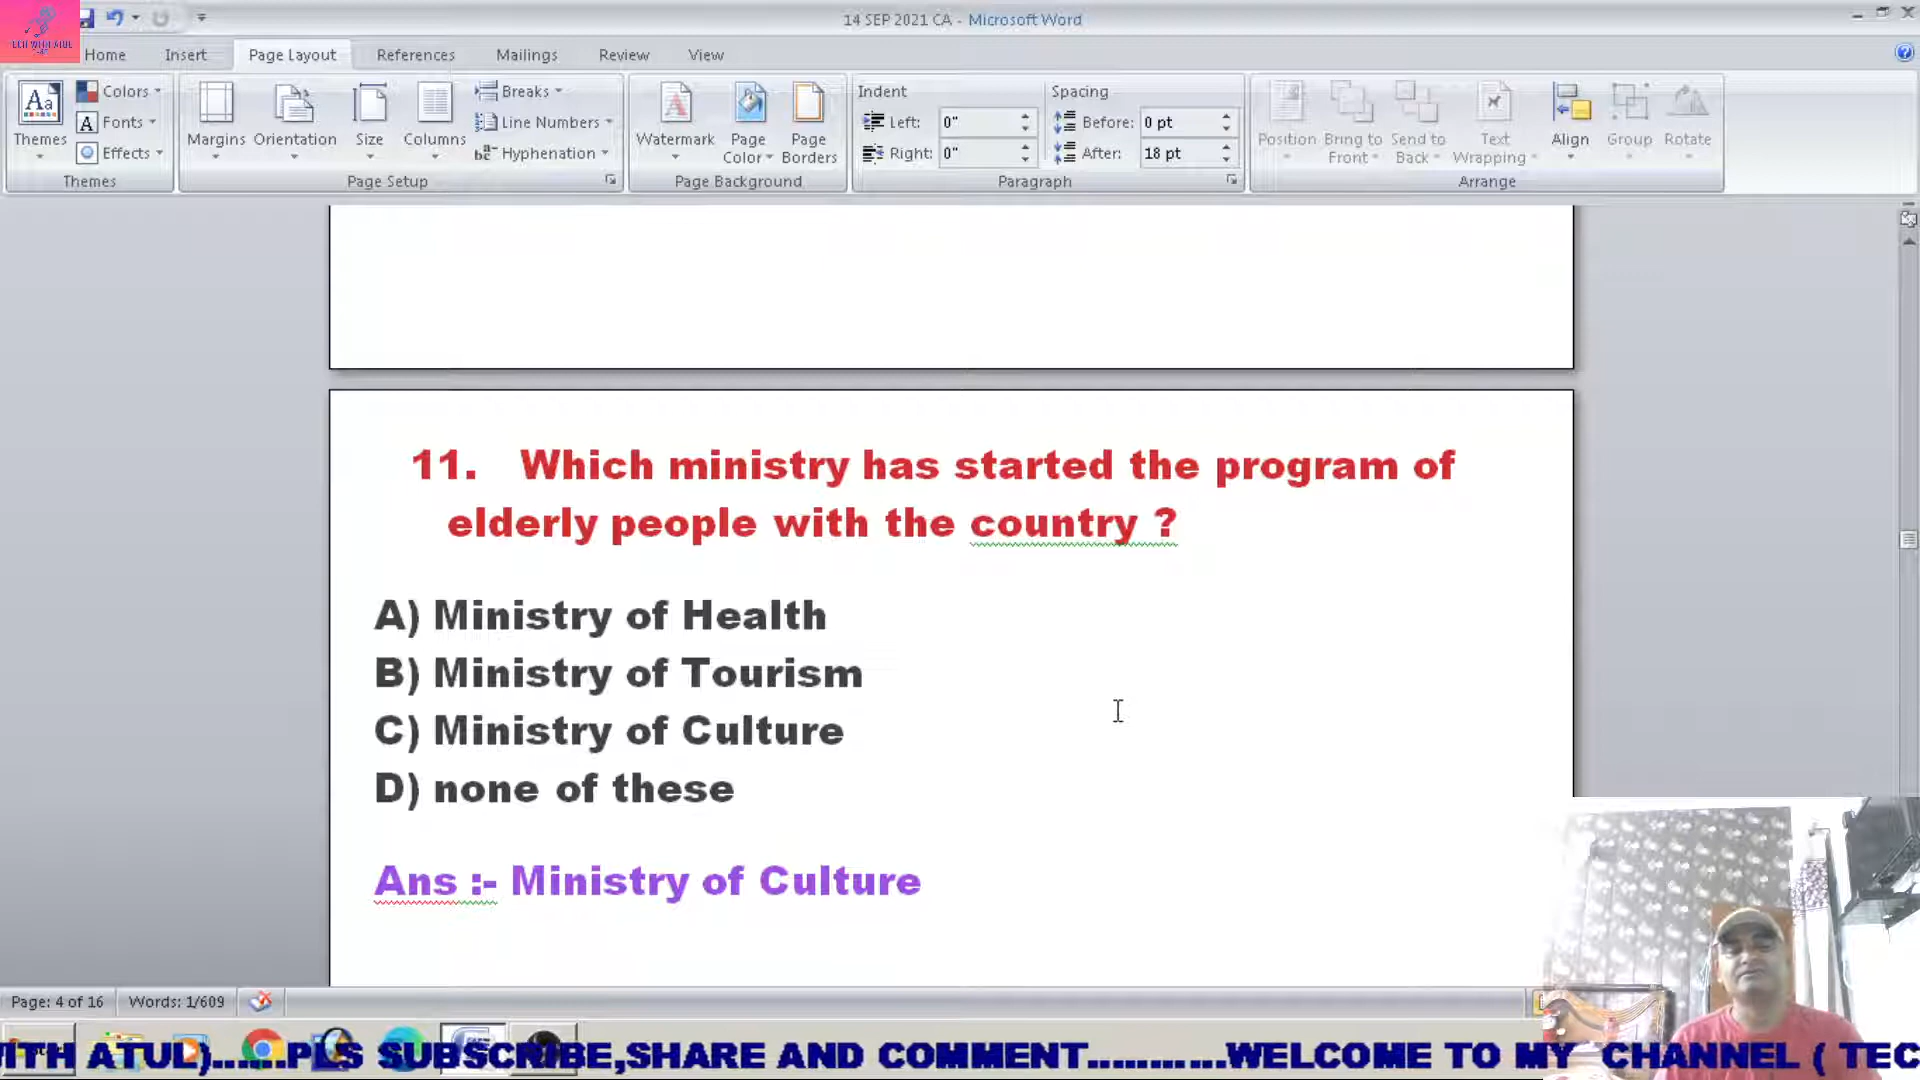 14 SEP 2021 CA - Microsoft Word
Home Insert Page Layout References Mailings Review View
Themes Colors Fonts Effects
Margins Orientation Size Columns Breaks Line Numbers Hyphenation
Watermark Page Color Page Borders
Indent Left: 0" Right: 0"
Spacing Before: 0 pt After: 18 pt
Position Bring to Front Send to Back Text Wrapping Align Group Rotate
Themes Page Setup Page Background Paragraph Arrange
11. Which ministry has started the program of
elderly people with the country ?
A) Ministry of Health
B) Ministry of Tourism
C) Ministry of Culture
D) none of these
Ans :- Ministry of Culture
Page: 4 of 16 Words: 1/609
ITH ATUL)......PLS SUBSCRIBE,SHARE AND COMMENT..........WELCOME TO MY CHANNEL ( TEC